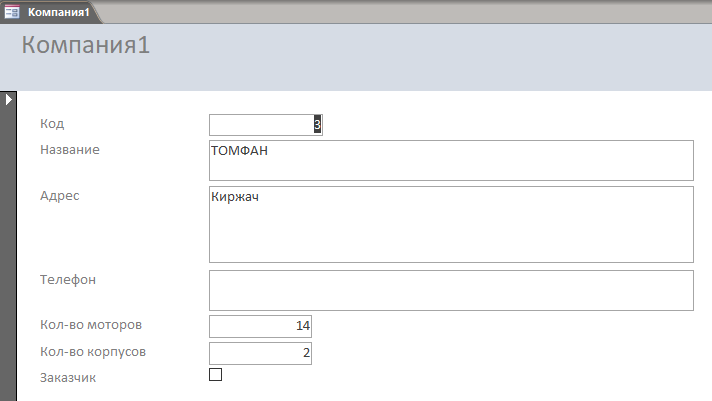 Компания1
Компания1
Код 3
Название ТОМФАН
Адрес Киржач
Телефон
Кол-во моторов 14
Кол-во корпусов 2
Заказчик